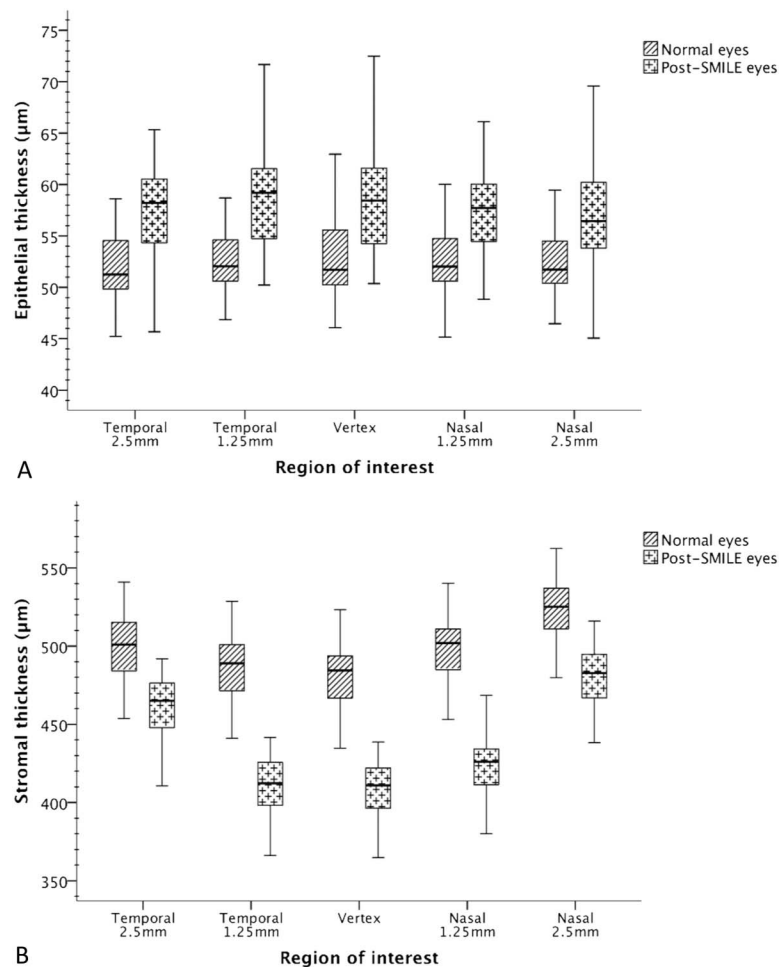 Epithelial thickness (µm)
75
70
65
60
55
50
45
40
Normal eyes
Post-SMILE eyes
Temporal
2.5mm
Temporal
1.25mm
Vertex
Nasal
1.25mm
Nasal
2.5mm
A
Region of interest
Stromal thickness (µm)
550
500
450
400
350
Normal eyes
Post-SMILE eyes
Temporal
2.5mm
Temporal
1.25mm
Vertex
Nasal
1.25mm
Nasal
2.5mm
B
Region of interest